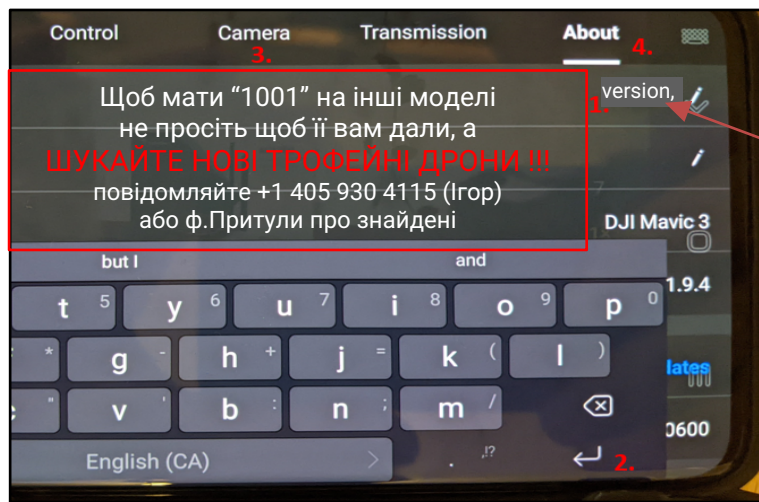 Control Camera Transmission About 4.
3.
1. version,
Щоб мати “1001” на інші моделі
не просіть щоб її вам дали, а
ШУКАЙТЕ НОВІ ТРОФЕЙНІ ДРОНИ !!!
повідомляйте +1 405 930 4115 (Ігор)
або ф.Притули про знайдені
DJI Mavic 3
but I and
1.9.4
t 5 y 6 u 7 i 8 o 9 p 0
* g - h + j = k ( l )
lates
" v ' b : n ; m /
0600
English (CA) . ,!? 2.